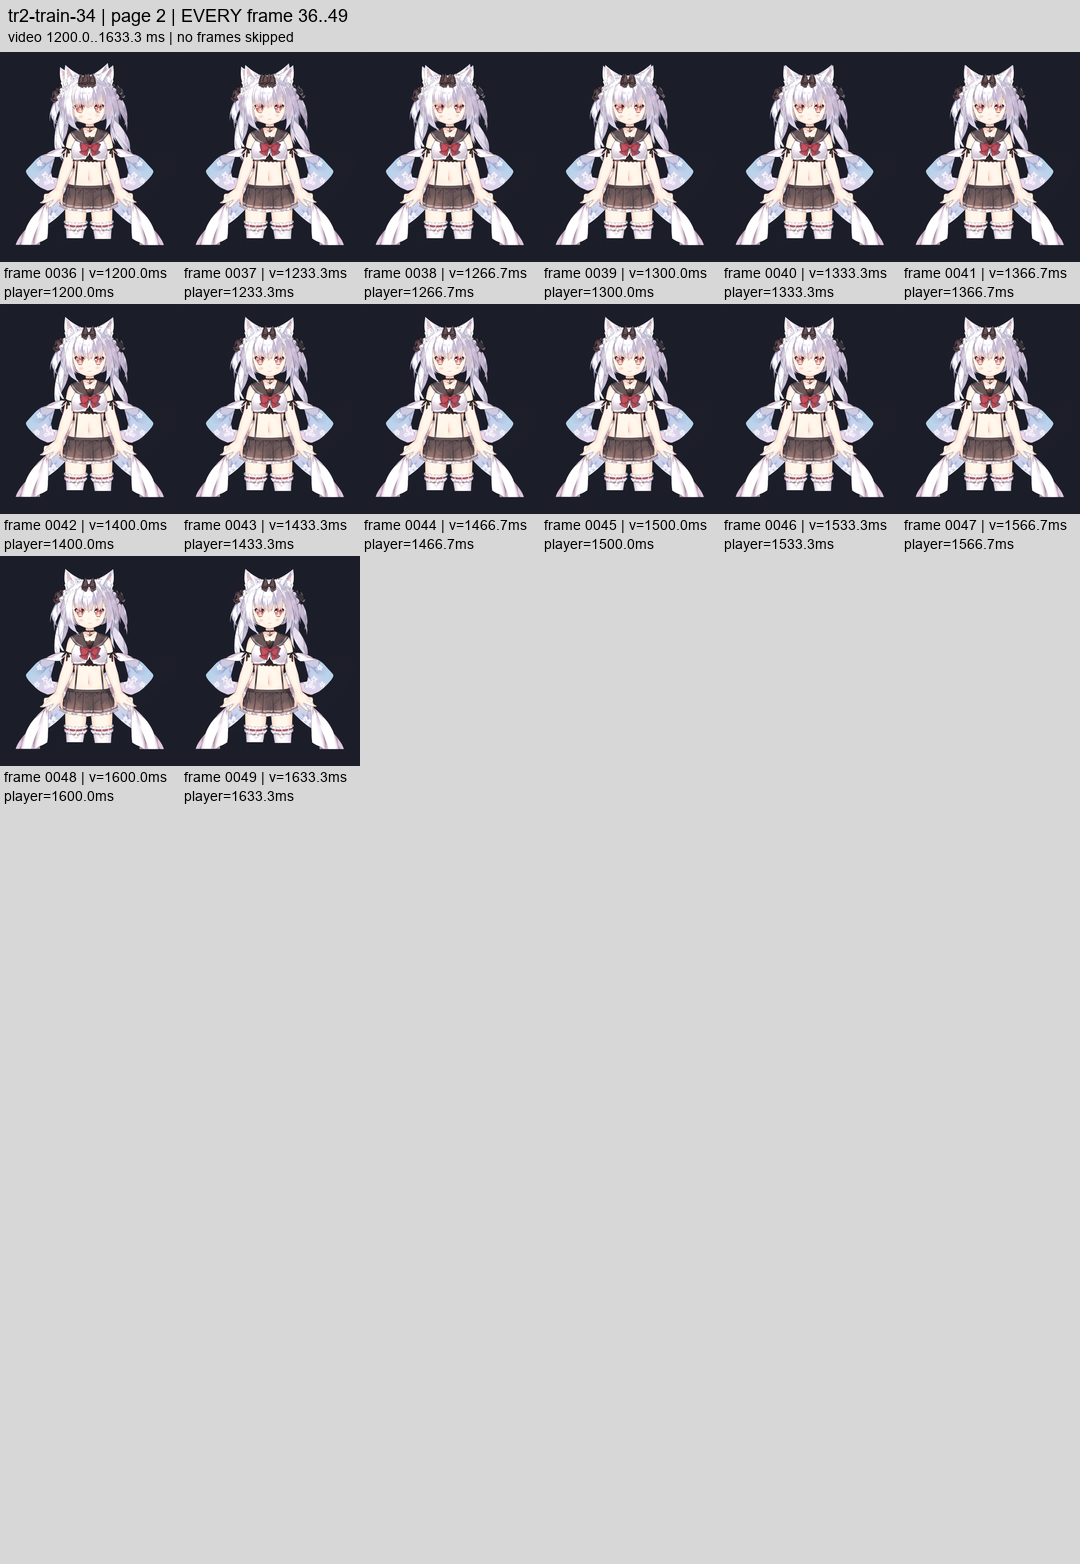 tr2-train-34 | page 2 | EVERY frame 36..49
video 1200.0..1633.3 ms | no frames skipped
frame 0036 | v=1200.0ms
player=1200.0ms
frame 0037 | v=1233.3ms
player=1233.3ms
frame 0038 | v=1266.7ms
player=1266.7ms
frame 0039 | v=1300.0ms
player=1300.0ms
frame 0040 | v=1333.3ms
player=1333.3ms
frame 0041 | v=1366.7ms
player=1366.7ms
frame 0042 | v=1400.0ms
player=1400.0ms
frame 0043 | v=1433.3ms
player=1433.3ms
frame 0044 | v=1466.7ms
player=1466.7ms
frame 0045 | v=1500.0ms
player=1500.0ms
frame 0046 | v=1533.3ms
player=1533.3ms
frame 0047 | v=1566.7ms
player=1566.7ms
frame 0048 | v=1600.0ms
player=1600.0ms
frame 0049 | v=1633.3ms
player=1633.3ms